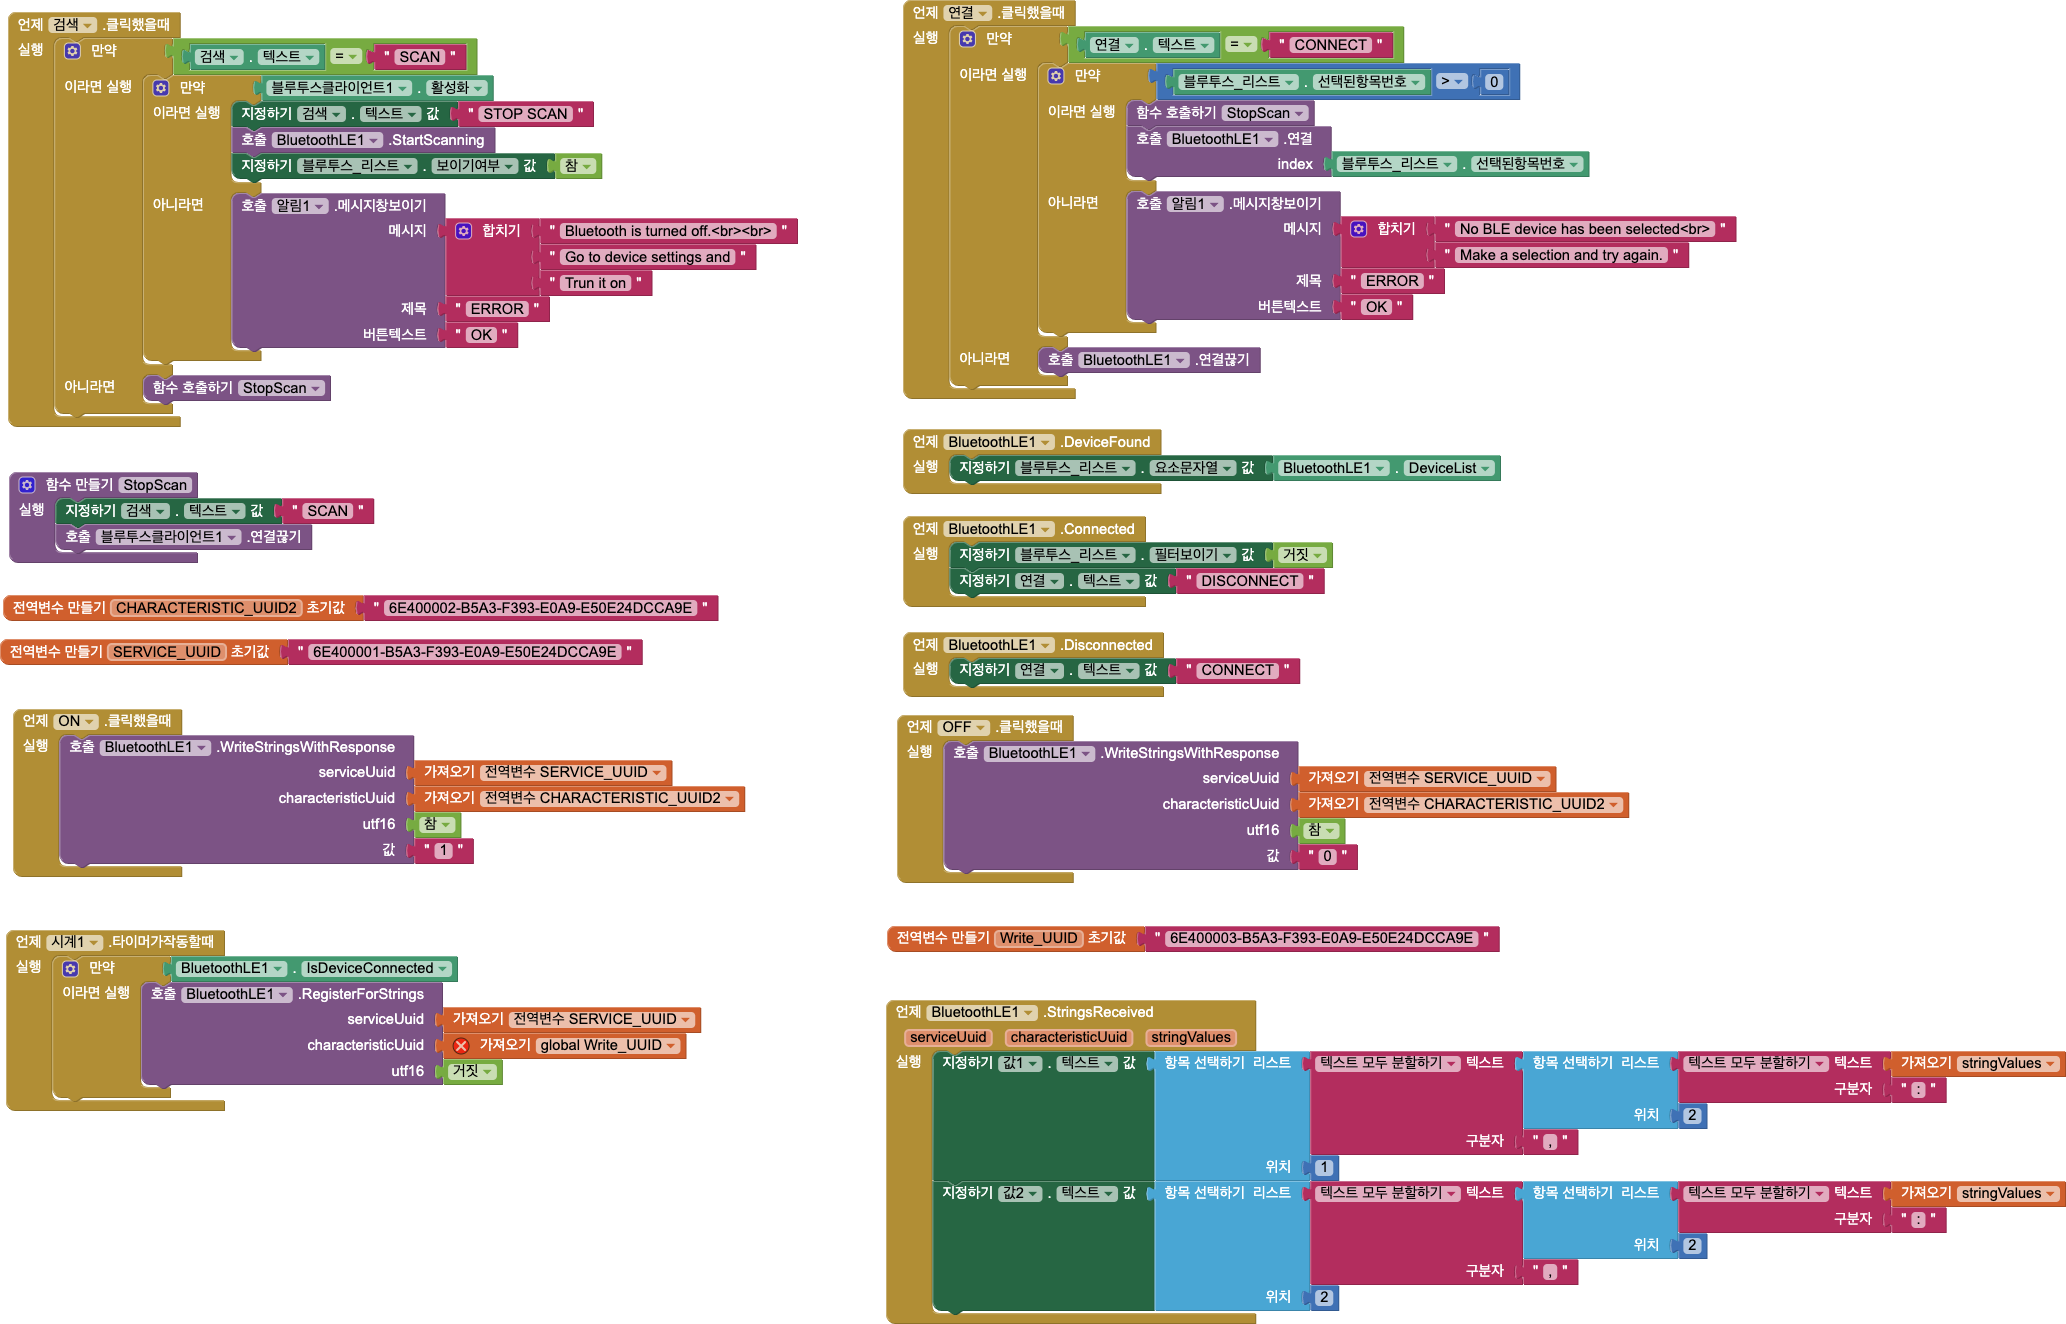 언제 검색 .클릭했을때
실행 만약 검색 . 텍스트 = " SCAN "
이라면 실행 만약 블루투스클라이언트1 . 활성화
이라면 실행 지정하기 검색 . 텍스트 값 " STOP SCAN "
호출 BluetoothLE1 .StartScanning
지정하기 블루투스_리스트 . 보이기여부 값 참
아니라면 호출 알림1 .메시지창보이기
메시지 합치기 " Bluetooth is turned off.<br><br> "
" Go to device settings and "
" Trun it on "
제목 " ERROR "
버튼텍스트 " OK "
아니라면 함수 호출하기 StopScan
함수 만들기 StopScan
실행 지정하기 검색 . 텍스트 값 " SCAN "
호출 블루투스클라이언트1 .연결끊기
전역변수 만들기 CHARACTERISTIC_UUID2 초기값 " 6E400002-B5A3-F393-E0A9-E50E24DCCA9E "
전역변수 만들기 SERVICE_UUID 초기값 " 6E400001-B5A3-F393-E0A9-E50E24DCCA9E "
언제 ON .클릭했을때
실행 호출 BluetoothLE1 .WriteStringsWithResponse
serviceUuid 가져오기 전역변수 SERVICE_UUID
characteristicUuid 가져오기 전역변수 CHARACTERISTIC_UUID2
utf16 참
값 " 1 "
언제 시계1 .타이머가작동할때
실행 만약 BluetoothLE1 . IsDeviceConnected
이라면 실행 호출 BluetoothLE1 .RegisterForStrings
serviceUuid 가져오기 전역변수 SERVICE_UUID
characteristicUuid 가져오기 global Write_UUID
utf16 거짓
언제 연결 .클릭했을때
실행 만약 연결 . 텍스트 = " CONNECT "
이라면 실행 만약 블루투스_리스트 . 선택된항목번호 > 0
이라면 실행 함수 호출하기 StopScan
호출 BluetoothLE1 .연결
index 블루투스_리스트 . 선택된항목번호
아니라면 호출 알림1 .메시지창보이기
메시지 합치기 " No BLE device has been selected<br> "
" Make a selection and try again. "
제목 " ERROR "
버튼텍스트 " OK "
아니라면 호출 BluetoothLE1 .연결끊기
언제 BluetoothLE1 .DeviceFound
실행 지정하기 블루투스_리스트 . 요소문자열 값 BluetoothLE1 . DeviceList
언제 BluetoothLE1 .Connected
실행 지정하기 블루투스_리스트 . 필터보이기 값 거짓
지정하기 연결 . 텍스트 값 " DISCONNECT "
언제 BluetoothLE1 .Disconnected
실행 지정하기 연결 . 텍스트 값 " CONNECT "
언제 OFF .클릭했을때
실행 호출 BluetoothLE1 .WriteStringsWithResponse
serviceUuid 가져오기 전역변수 SERVICE_UUID
characteristicUuid 가져오기 전역변수 CHARACTERISTIC_UUID2
utf16 참
값 " 0 "
전역변수 만들기 Write_UUID 초기값 " 6E400003-B5A3-F393-E0A9-E50E24DCCA9E "
언제 BluetoothLE1 .StringsReceived
serviceUuid characteristicUuid stringValues
실행 지정하기 값1 . 텍스트 값 항목 선택하기 리스트 텍스트 모두 분할하기 텍스트 항목 선택하기 리스트 텍스트 모두 분할하기 텍스트 가져오기 stringValues
구분자 " : "
위치 2
구분자 " , "
위치 1
지정하기 값2 . 텍스트 값 항목 선택하기 리스트 텍스트 모두 분할하기 텍스트 항목 선택하기 리스트 텍스트 모두 분할하기 텍스트 가져오기 stringValues
구분자 " : "
위치 2
구분자 " , "
위치 2